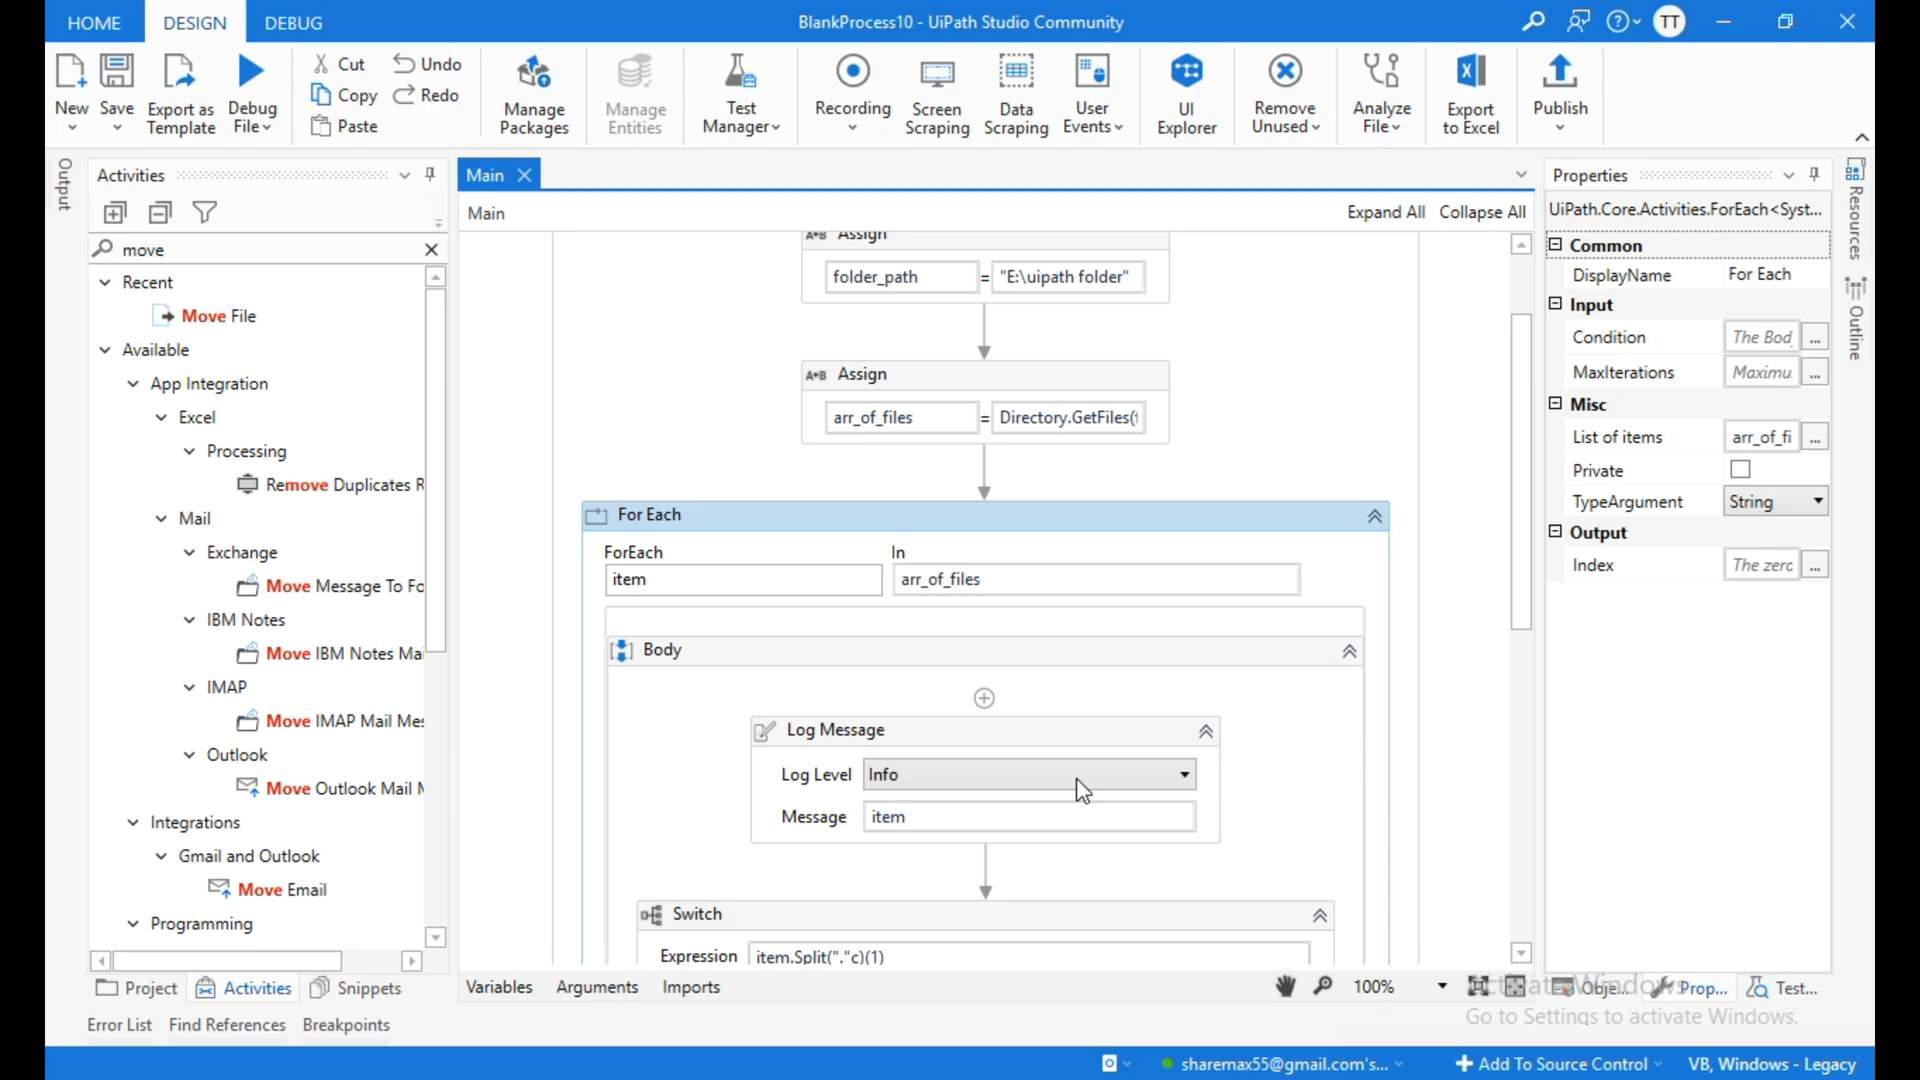 HOME DESIGN DEBUG BlankProcess10 - UiPath Studio Community TT
New Save Export as Template Debug File Cut Copy Paste Undo Redo Manage Packages Manage Entities Test Manager Recording Screen Scraping Data Scraping User Events UI Explorer Remove Unused Analyze File Export to Excel Publish
Output
Activities
move
Recent
Move File
Available
App Integration
Excel
Processing
Remove Duplicates R
Mail
Exchange
Move Message To Fo
IBM Notes
Move IBM Notes Mai
IMAP
Move IMAP Mail Mes
Outlook
Move Outlook Mail M
Integrations
Gmail and Outlook
Move Email
Programming
Project Activities Snippets
Main
Main Expand All Collapse All
A+B Assign
folder_path = "E:\uipath folder"
A+B Assign
arr_of_files = Directory.GetFiles(f
For Each
ForEach In
item arr_of_files
Body
Log Message
Log Level Info
Message item
Switch
Expression item.Split("."c)(1)
Variables Arguments Imports 100%
Properties
UiPath.Core.Activities.ForEach<Syst...
Common
DisplayName For Each
Input
Condition The Bod ...
MaxIterations Maximu ...
Misc
List of items arr_of_fi ...
Private
TypeArgument String
Output
Index The zero ...
Obje... Prop... Test...
Resources
Outline
Activate Windows
Go to Settings to activate Windows.
Error List Find References Breakpoints
sharemax55@gmail.com's... Add To Source Control VB, Windows - Legacy